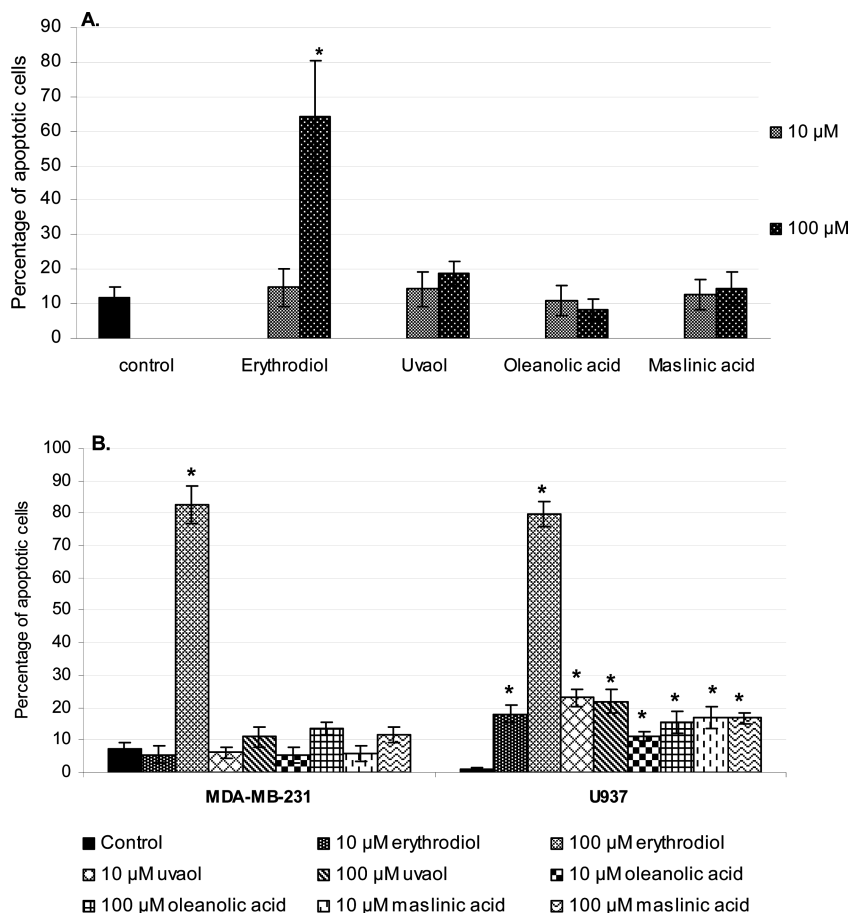 A.
90
80
70
60
50
40
30
20
10
0
Percentage of apoptotic cells
*
10 µM
100 µM
control Erythrodiol Uvaol Oleanolic acid Maslinic acid
B.
100
90
80
70
60
50
40
30
20
10
0
Percentage of apoptotic cells
* *
* * * * * * *
MDA-MB-231 U937
Control 10 µM erythrodiol 100 µM erythrodiol
10 µM uvaol 100 µM uvaol 10 µM oleanolic acid
100 µM oleanolic acid 10 µM maslinic acid 100 µM maslinic acid